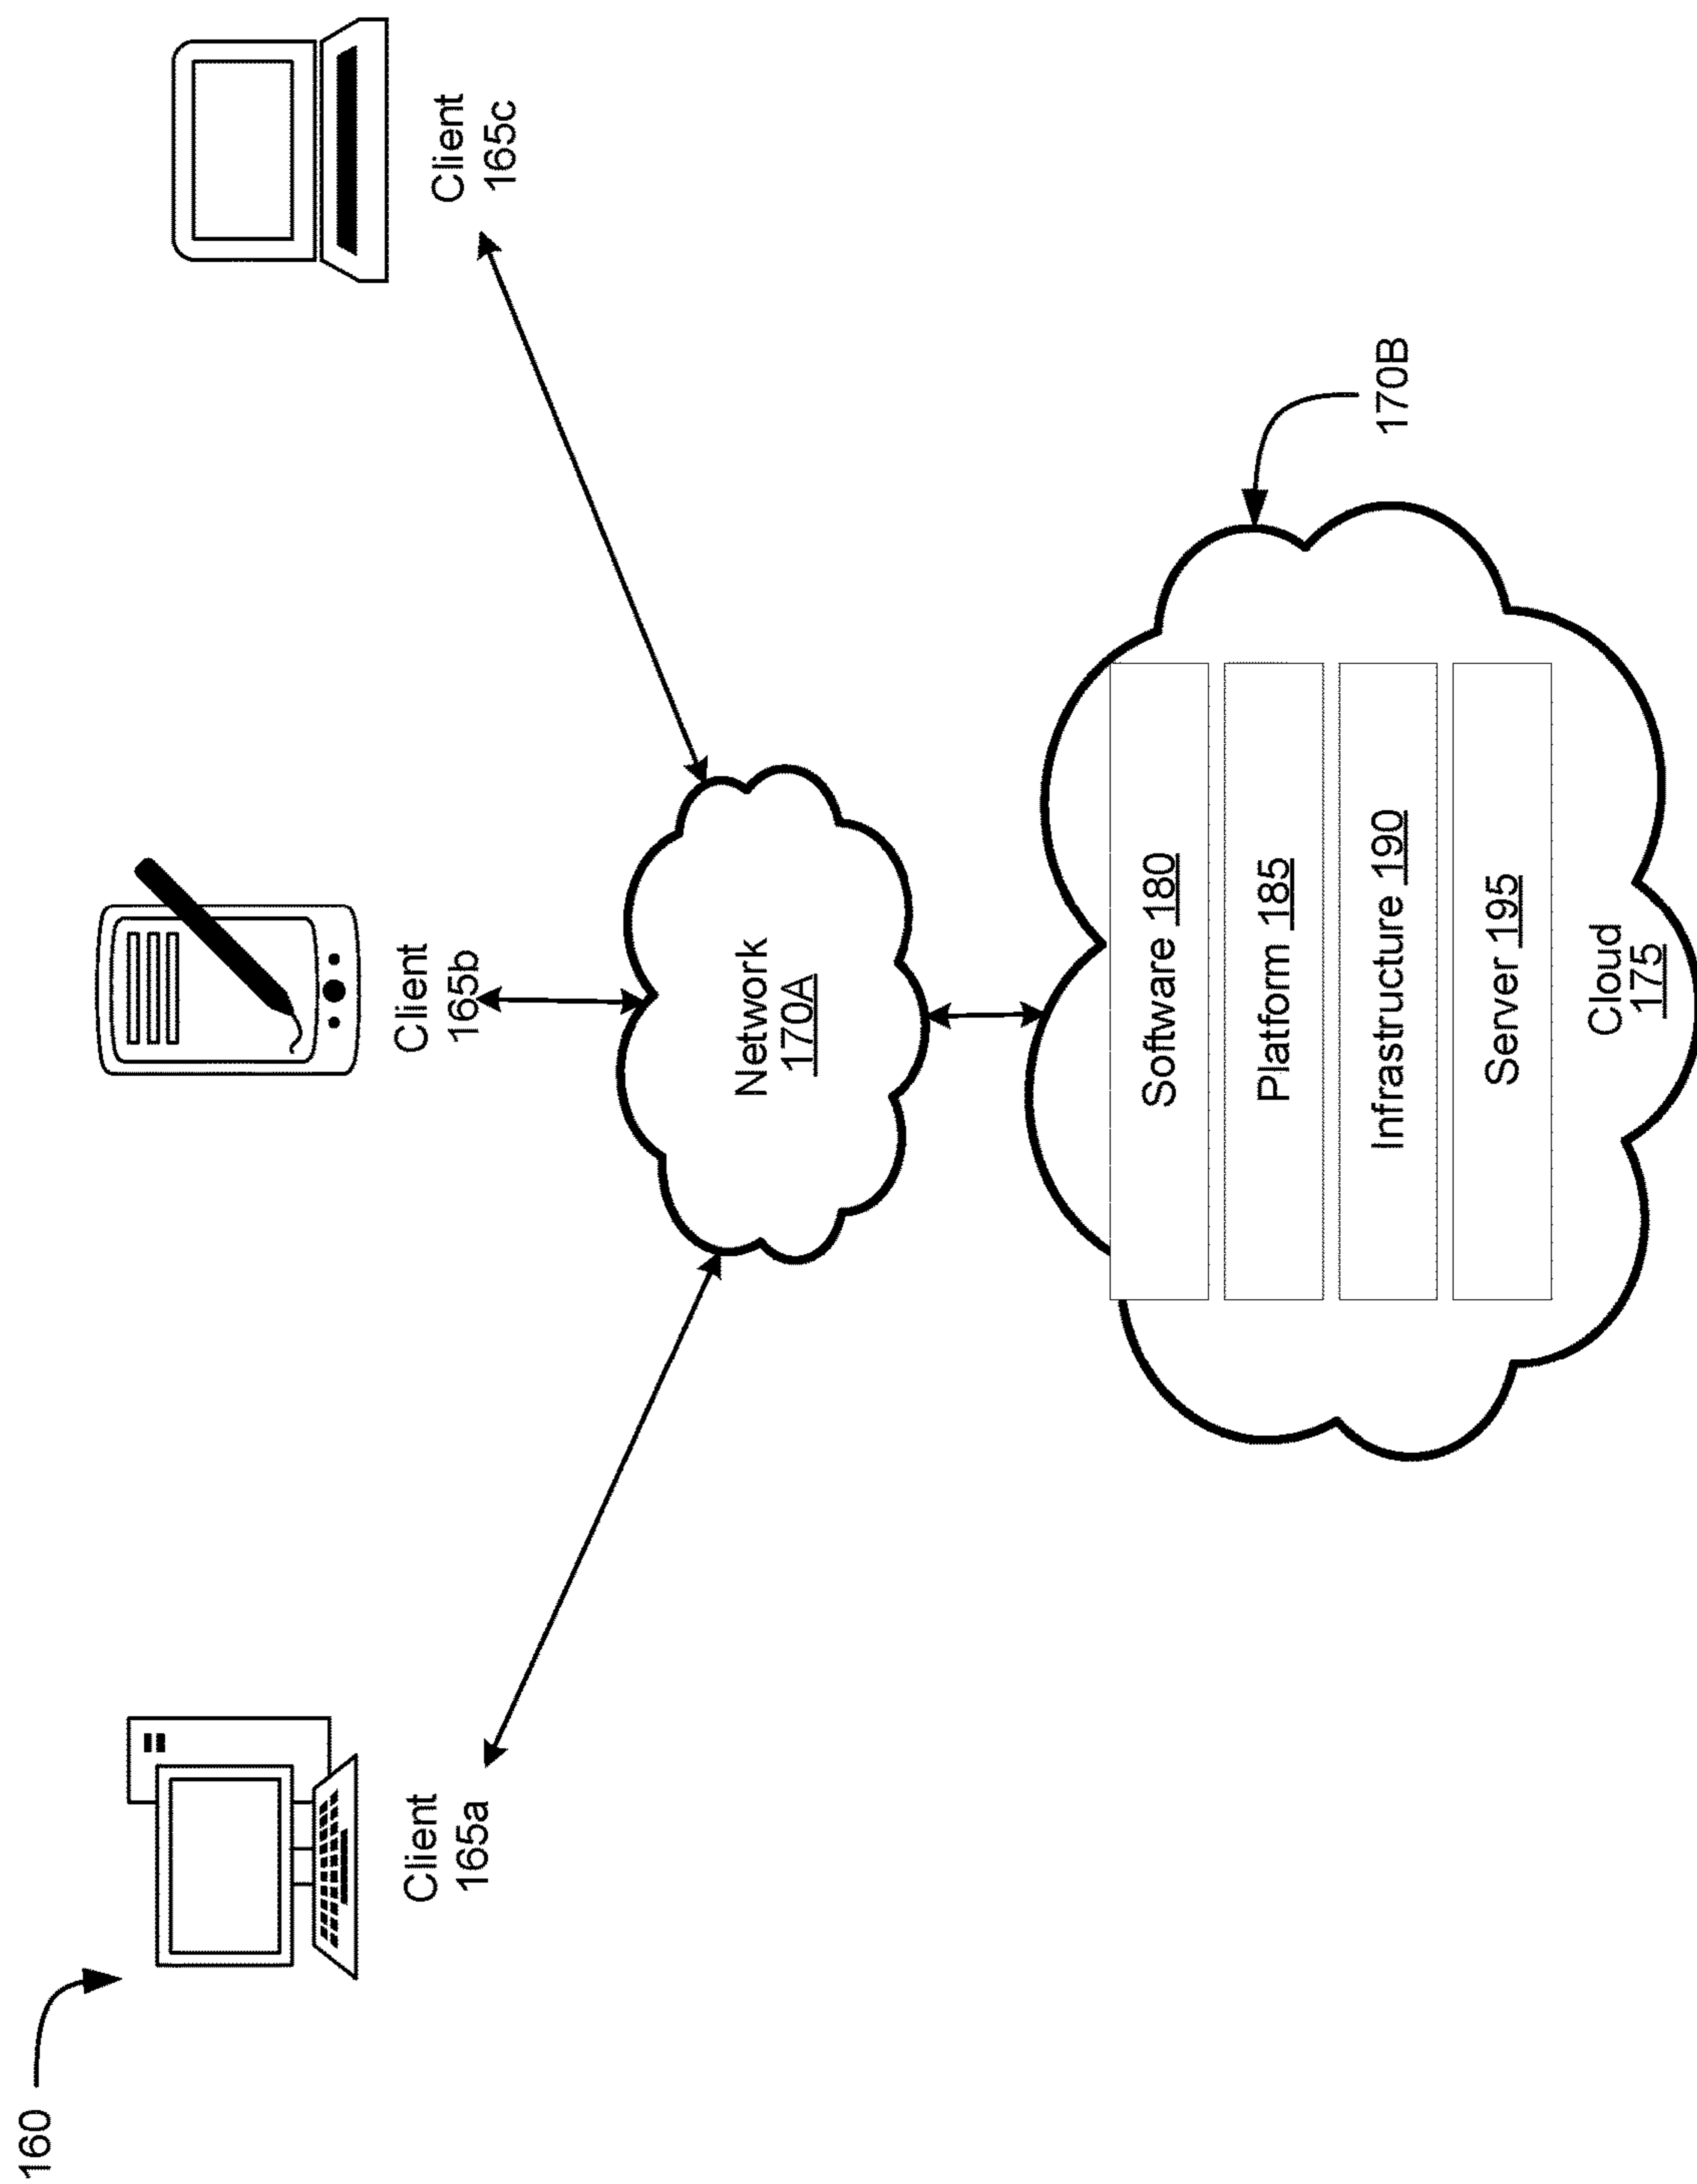 160
Client
165a
Client
165b
Client
165c
Network
170A
170B
Software 180
Platform 185
Infrastructure 190
Server 195
Cloud
175